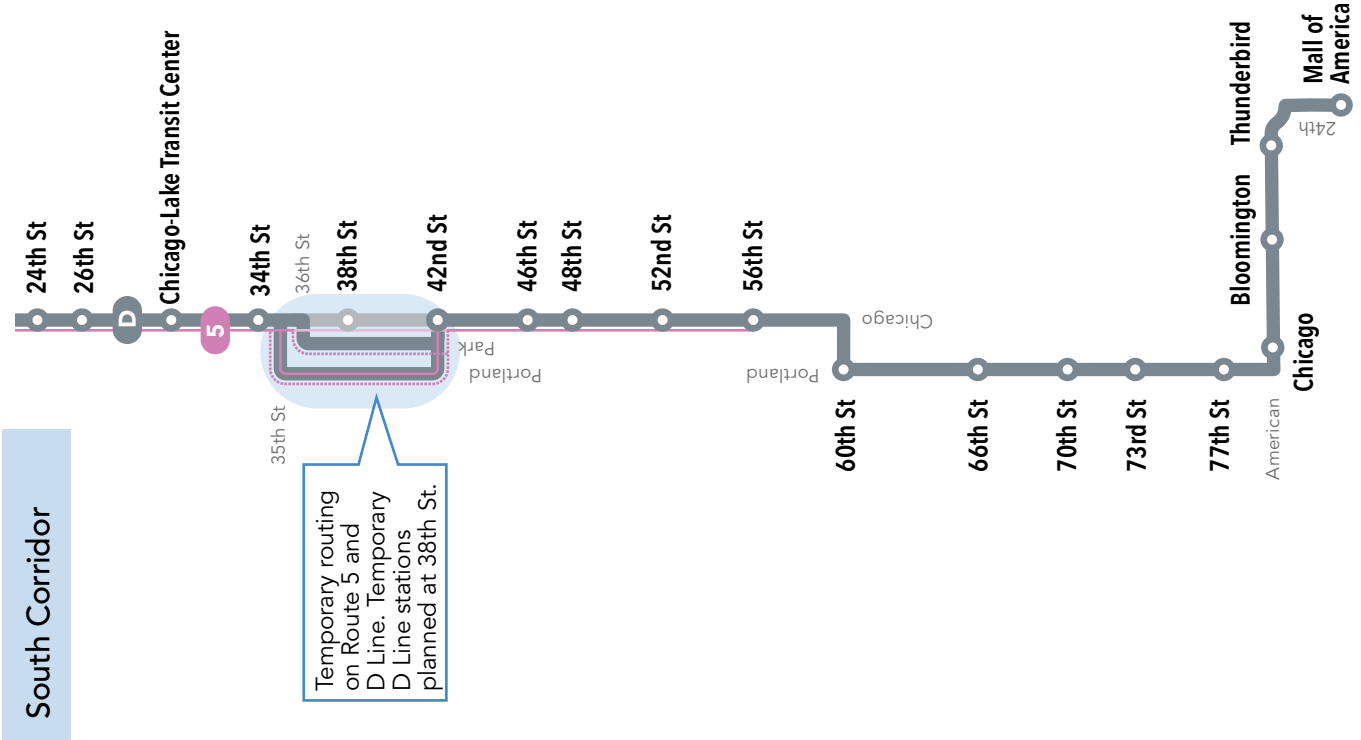 South Corridor
24th St
26th St
D
Chicago-Lake Transit Center
5
34th St
36th St
38th St
42nd St
46th St
48th St
52nd St
56th St
Chicago
Park
Portland
Portland
35th St
Temporary routing
on Route 5 and
D Line. Temporary
D Line stations
planned at 38th St.
60th St
66th St
70th St
73rd St
77th St
American
Chicago
Bloomington
Thunderbird
24th
Mall of
America